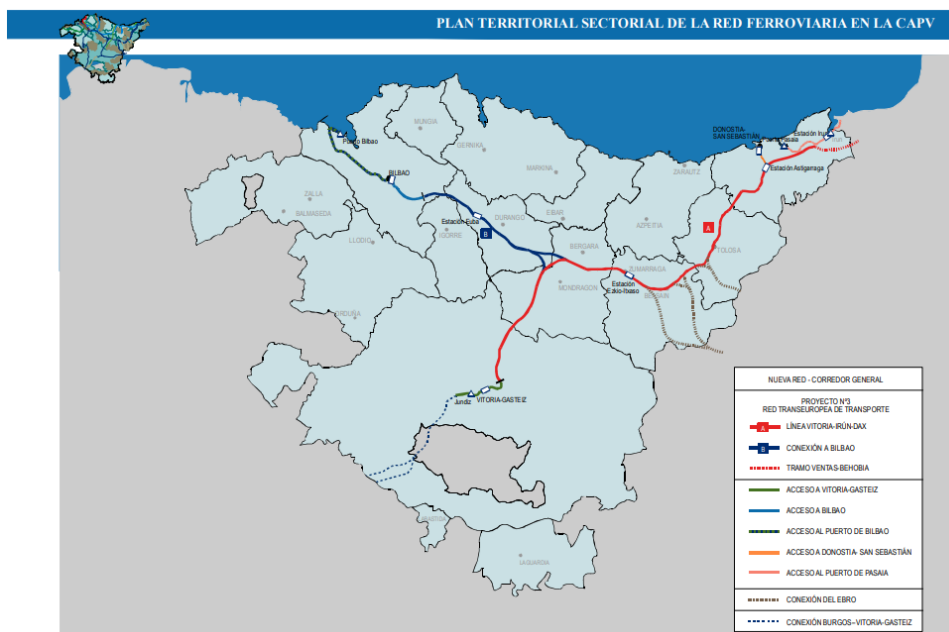 PLAN TERRITORIAL SECTORIAL DE LA RED FERROVIARIA EN LA CAPV
MUNGIA
Puerto Bilbao
GERNIKA
DONOSTIA-
SAN SEBASTIÁN
Estación Irun
BILBAO
MARKINA
ZARAUTZ
Estación Astigarraga
ZALLA
BALMASEDA
Estación Euba
DURANGO
EIBAR
AZPEITIA
A
B
IGORRE
LLODIO
BERGARA
TOLOSA
ZUMARRAGA
MONDRAGON
Estación
Ezkio-Itxaso
BEASAIN
ORDUÑA
Jundiz
VITORIA-GASTEIZ
LAGUARDIA
NUEVA RED - CORREDOR GENERAL
PROYECTO Nº3
RED TRANSEUROPEA DE TRANSPORTE
A LÍNEA VITORIA-IRÚN-DAX
B CONEXIÓN A BILBAO
TRAMO VENTAS-BEHOBIA
ACCESO A VITORIA-GASTEIZ
ACCESO A BILBAO
ACCESO AL PUERTO DE BILBAO
ACCESO A DONOSTIA- SAN SEBASTIÁN
ACCESO AL PUERTO DE PASAIA
CONEXIÓN DEL EBRO
CONEXIÓN BURGOS-VITORIA-GASTEIZ